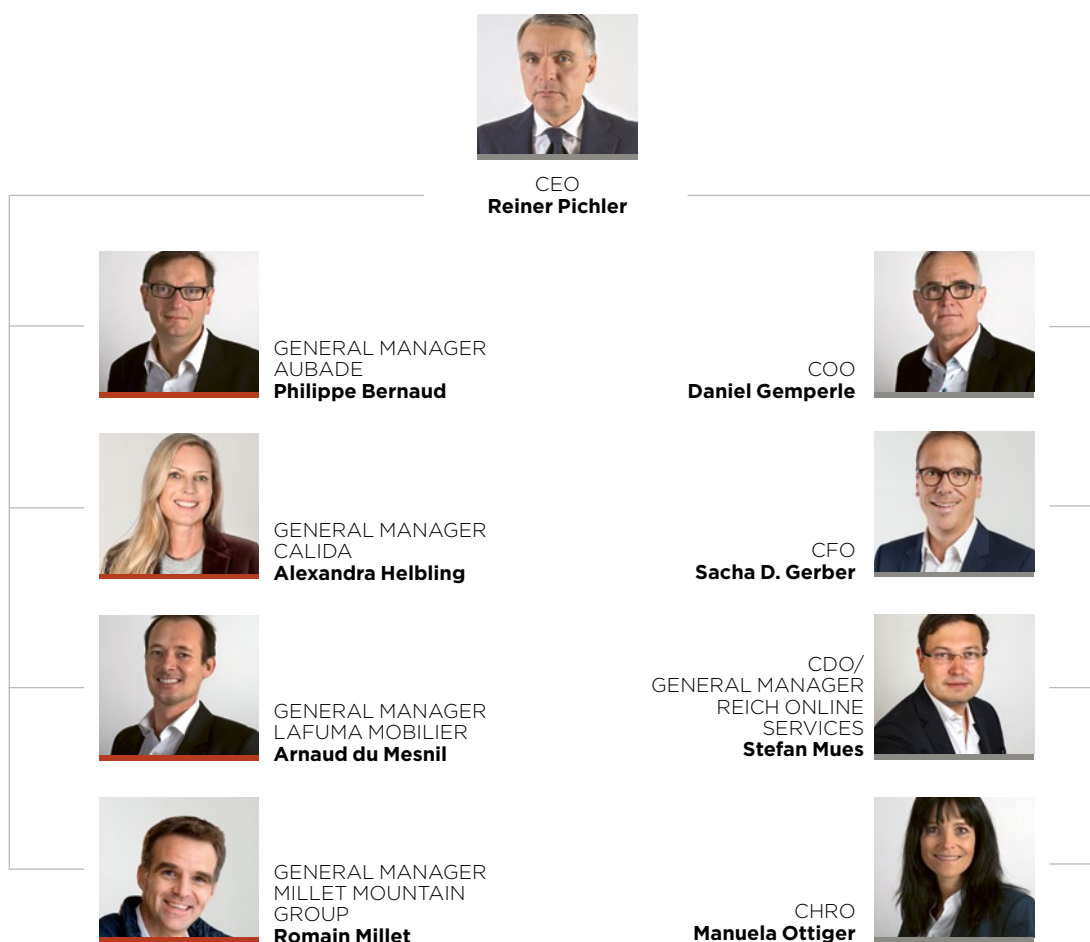 CEO
Reiner Pichler
GENERAL MANAGER
AUBADE
Philippe Bernaud
COO
Daniel Gemperle
GENERAL MANAGER
CALIDA
Alexandra Helbling
CFO
Sacha D. Gerber
GENERAL MANAGER
LAFUMA MOBILIER
Arnaud du Mesnil
CDO/
GENERAL MANAGER
REICH ONLINE
SERVICES
Stefan Mues
GENERAL MANAGER
MILLET MOUNTAIN
GROUP
Romain Millet
CHRO
Manuela Ottiger